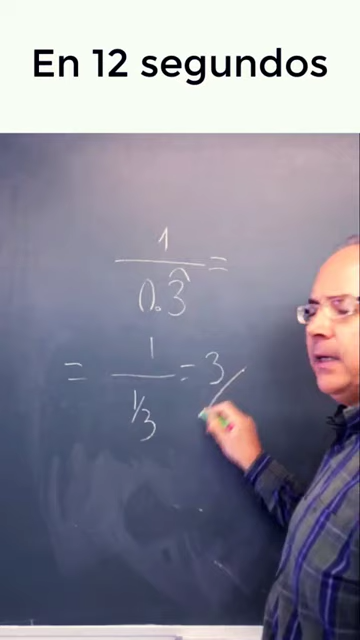 En 12 segundos
1
0.3̂ =
= 1 = 3
1/3